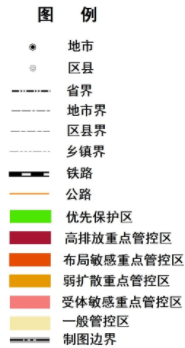 图 例
地市
区县
省界
地市界
区县界
乡镇界
铁路
公路
优先保护区
高排放重点管控区
布局敏感重点管控区
弱扩散重点管控区
受体敏感重点管控区
一般管控区
制图边界